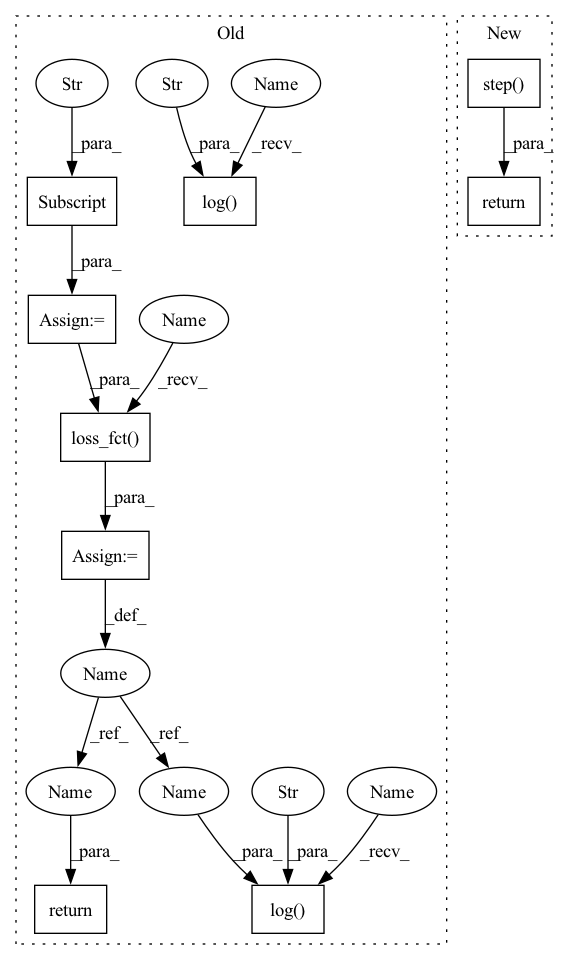 Old
New
Str
Str
Name
step()
_para_
_para_
_recv_
_para_
Subscript
log()
return
_para_
Assign:=
Name
_para_
_recv_
loss_fct()
_para_
Assign:=
_def_
Name
_ref_
_ref_
Name
Name
Str
Name
_para_
_para_
_para_
_recv_
return
log()